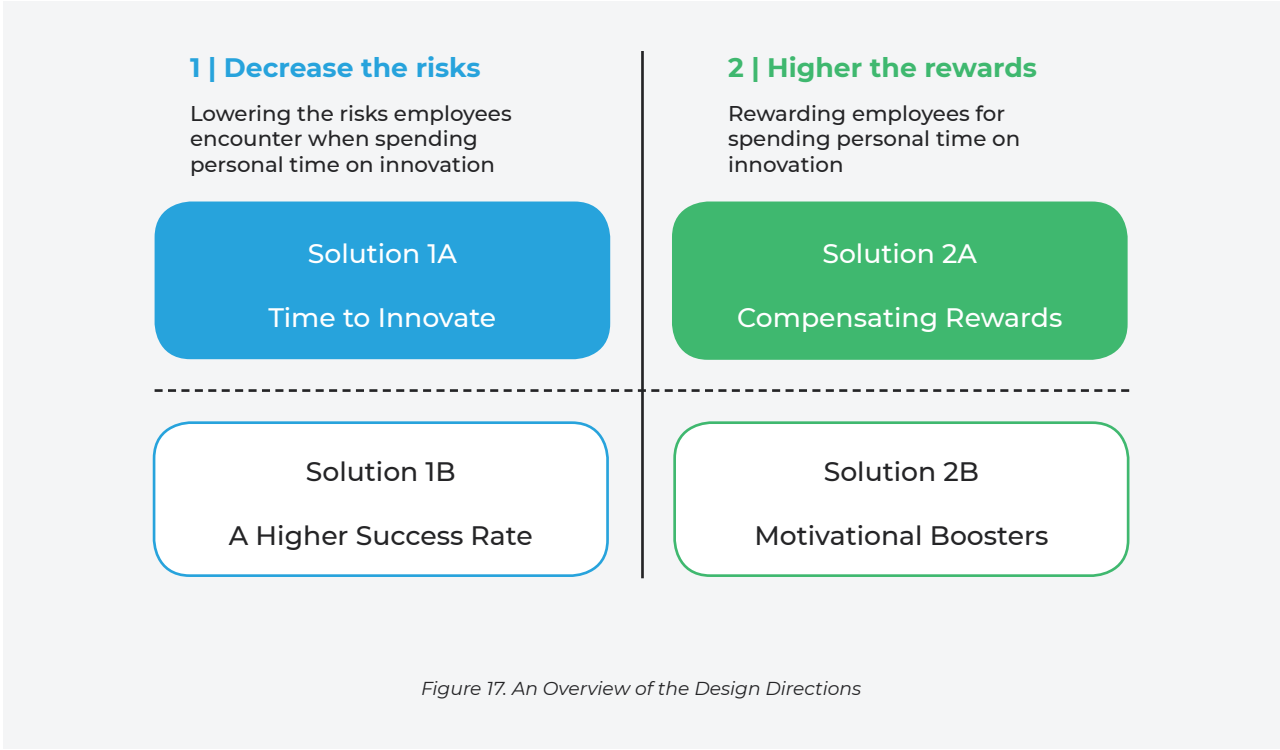 1 | Decrease the risks
Lowering the risks employees
encounter when spending
personal time on innovation
Solution 1A
Time to Innovate
Solution 1B
A Higher Success Rate
2 | Higher the rewards
Rewarding employees for
spending personal time on
innovation
Solution 2A
Compensating Rewards
Solution 2B
Motivational Boosters
Figure 17. An Overview of the Design Directions